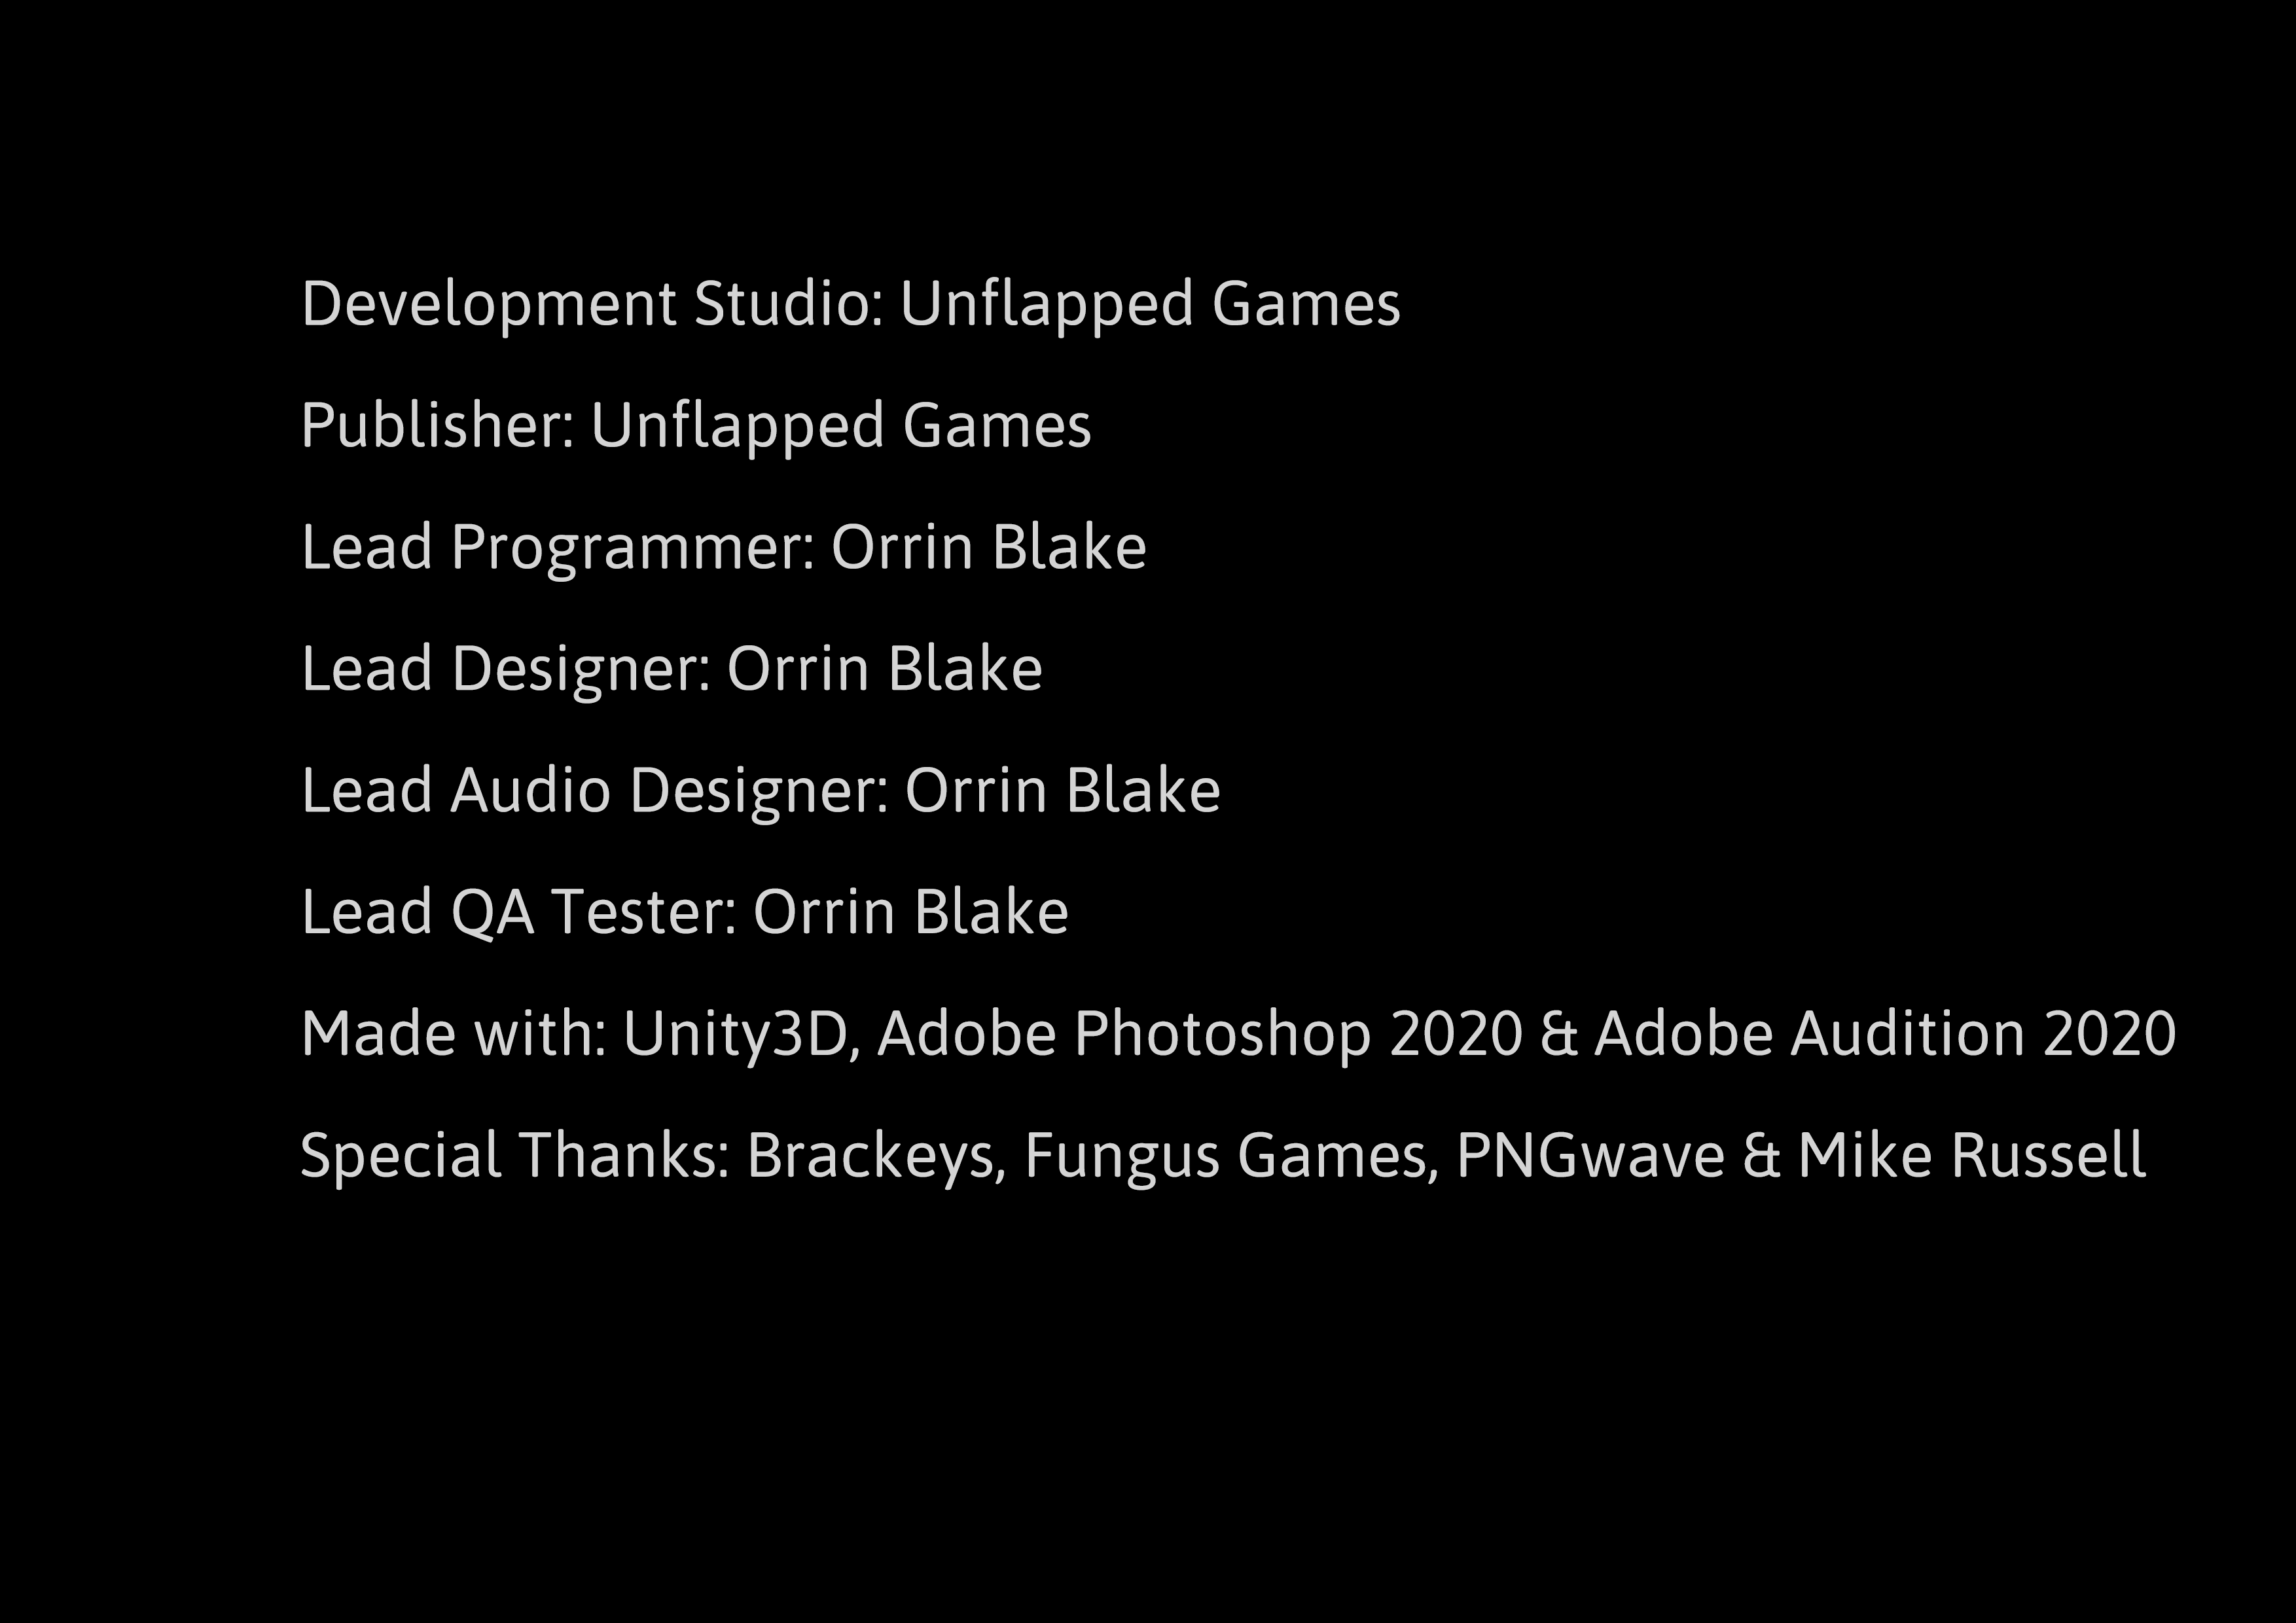 Development Studio: Unflapped Games
Publisher: Unflapped Games
Lead Programmer: Orrin Blake
Lead Designer: Orrin Blake
Lead Audio Designer: Orrin Blake
Lead QA Tester: Orrin Blake
Made with: Unity3D, Adobe Photoshop 2020 & Adobe Audition 2020
Special Thanks: Brackeys, Fungus Games, PNGwave & Mike Russell